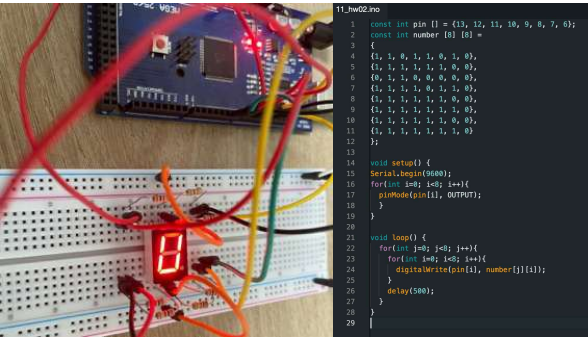 MEGA 256
11_hw02.ino
1 const int pin [] = {13, 12, 11, 10, 9, 8, 7, 6};
2 const int number [8] [8] =
3 {
4 {1, 1, 0, 1, 1, 0, 1, 0},
5 {1, 1, 1, 1, 1, 1, 0, 0},
6 {0, 1, 1, 0, 0, 0, 0, 0},
7 {1, 1, 1, 1, 0, 1, 1, 0},
8 {1, 1, 1, 1, 1, 1, 0, 0},
9 {1, 1, 1, 1, 1, 1, 1, 0},
10 {1, 1, 1, 1, 1, 1, 0, 0},
11 {1, 1, 1, 1, 1, 1, 1, 0}
12 };
13
14 void setup() {
15 Serial.begin(9600);
16 for(int i=0; i<8; i++){
17 pinMode(pin[i], OUTPUT);
18 }
19 }
20
21 void loop() {
22 for(int j=0; j<8; j++){
23 for(int i=0; i<8; i++){
24 digitalWrite(pin[i], number[j][i]);
25 }
26 delay(500);
27 }
28 }
29